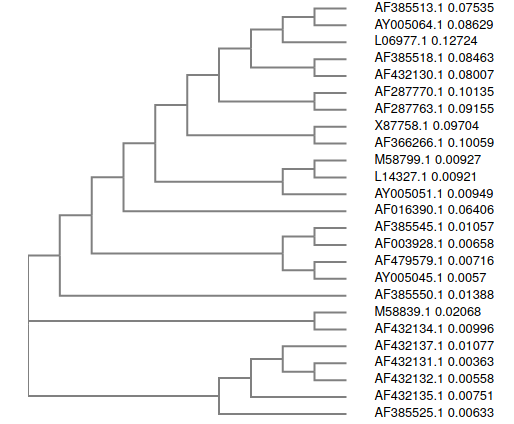 AF385513.1 0.07535
AY005064.1 0.08629
L06977.1 0.12724
AF385518.1 0.08463
AF432130.1 0.08007
AF287770.1 0.10135
AF287763.1 0.09155
X87758.1 0.09704
AF366266.1 0.10059
M58799.1 0.00927
L14327.1 0.00921
AY005051.1 0.00949
AF016390.1 0.06406
AF385545.1 0.01057
AF003928.1 0.00658
AF479579.1 0.00716
AY005045.1 0.0057
AF385550.1 0.01388
M58839.1 0.02068
AF432134.1 0.00996
AF432137.1 0.01077
AF432131.1 0.00363
AF432132.1 0.00558
AF432135.1 0.00751
AF385525.1 0.00633